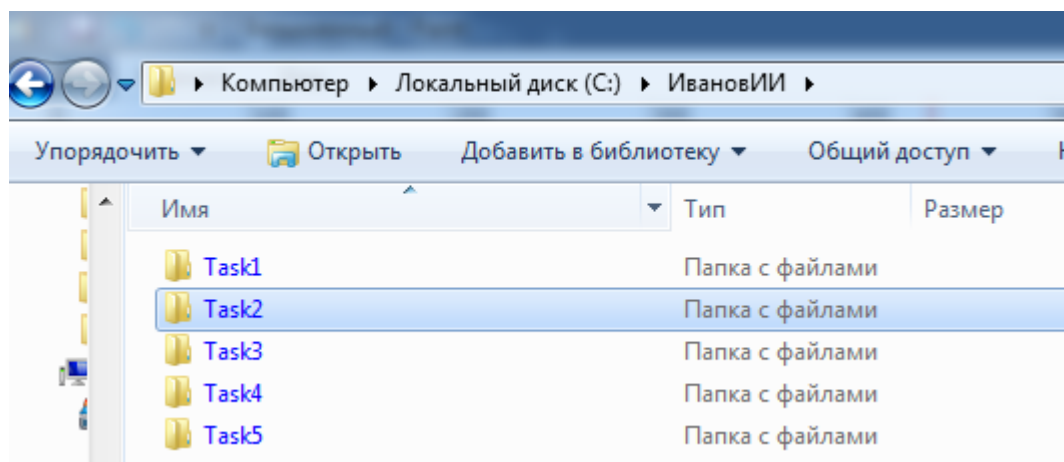 Компьютер Локальный диск (C:) ИвановИИ
Упорядочить Открыть Добавить в библиотеку Общий доступ
Имя Тип Размер
Task1 Папка с файлами
Task2 Папка с файлами
Task3 Папка с файлами
Task4 Папка с файлами
Task5 Папка с файлами